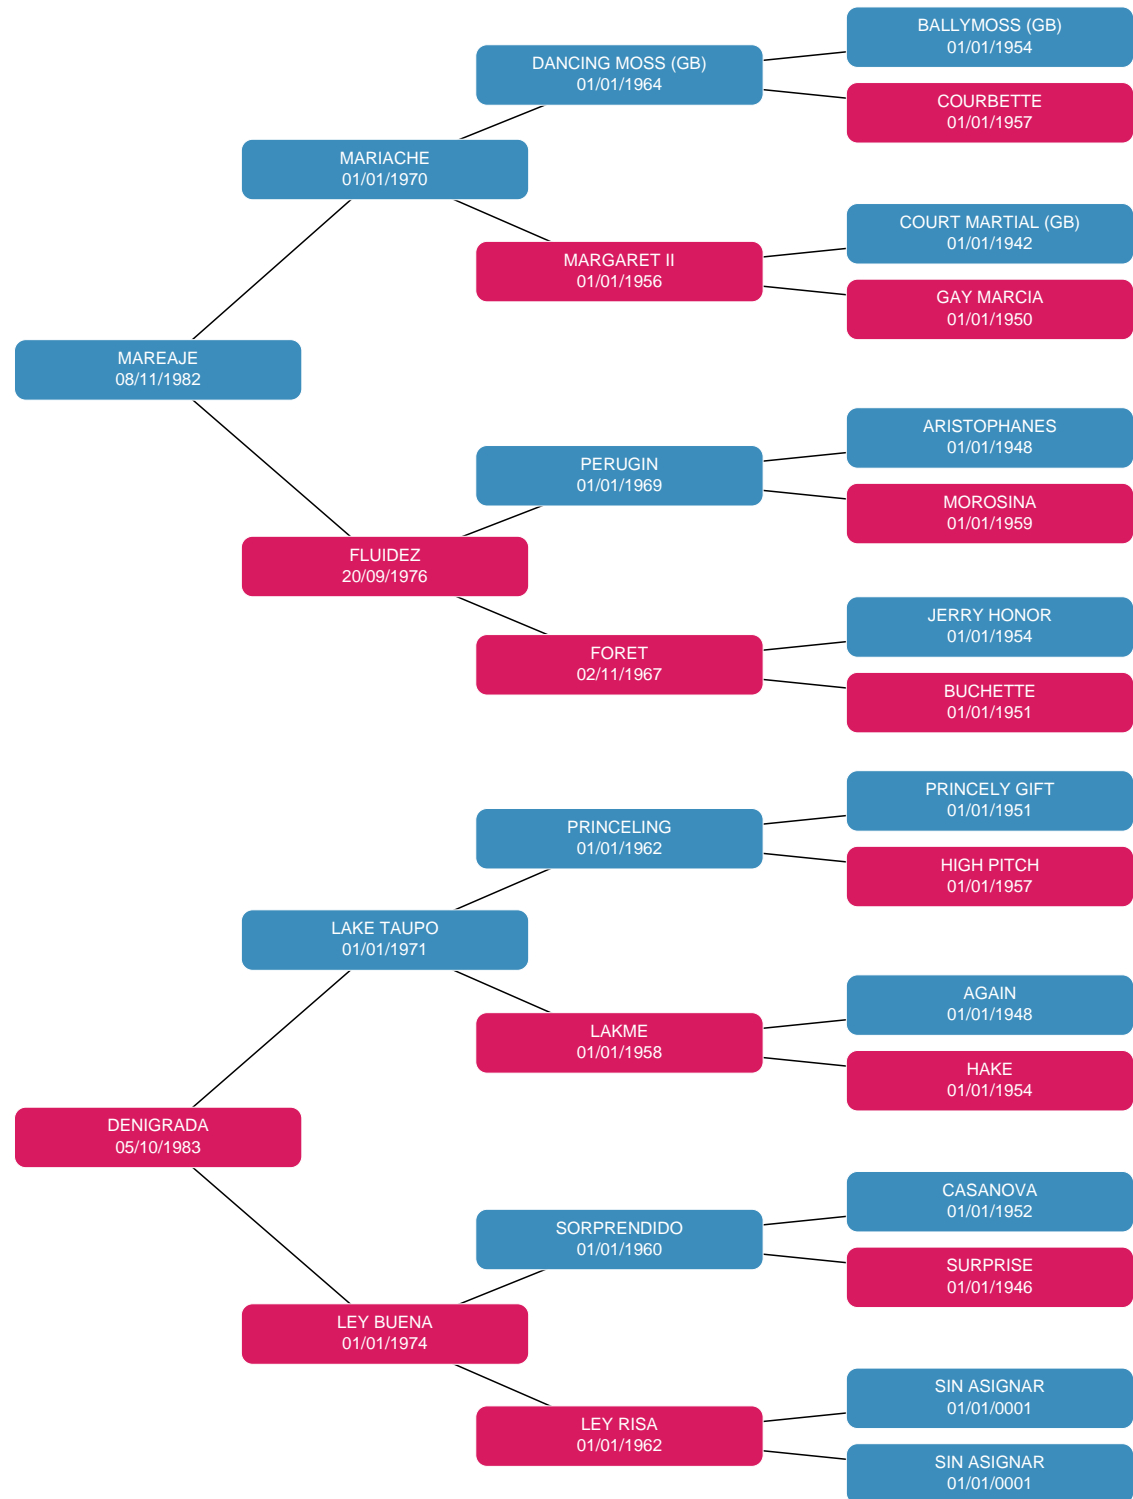 BALLYMOSS (GB)
01/01/1954
DANCING MOSS (GB)
01/01/1964
COURBETTE
01/01/1957
MARIACHE
01/01/1970
COURT MARTIAL (GB)
01/01/1942
MARGARET II
01/01/1956
GAY MARCIA
01/01/1950
MAREAJE
08/11/1982
ARISTOPHANES
01/01/1948
PERUGIN
01/01/1969
MOROSINA
01/01/1959
FLUIDEZ
20/09/1976
JERRY HONOR
01/01/1954
FORET
02/11/1967
BUCHETTE
01/01/1951
PRINCELY GIFT
01/01/1951
PRINCELING
01/01/1962
HIGH PITCH
01/01/1957
LAKE TAUPO
01/01/1971
AGAIN
01/01/1948
LAKME
01/01/1958
HAKE
01/01/1954
DENIGRADA
05/10/1983
CASANOVA
01/01/1952
SORPRENDIDO
01/01/1960
SURPRISE
01/01/1946
LEY BUENA
01/01/1974
SIN ASIGNAR
01/01/0001
LEY RISA
01/01/1962
SIN ASIGNAR
01/01/0001